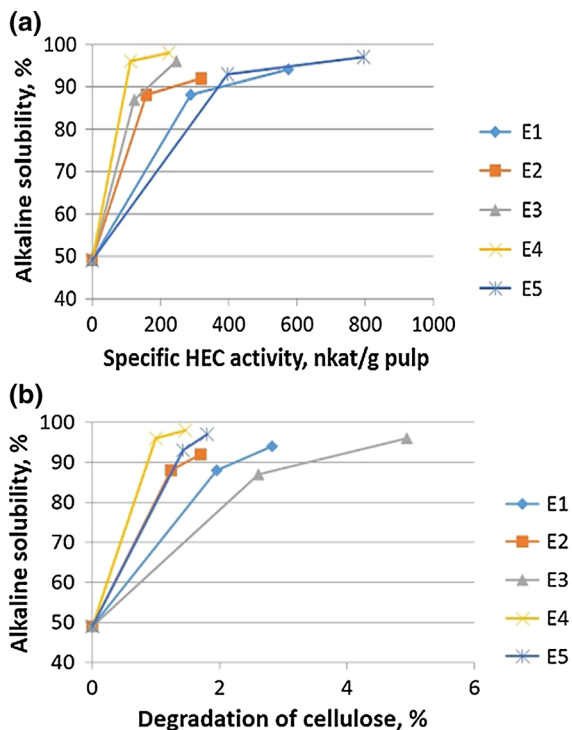 (a)
Alkaline solubility, %
100
90
80
70
60
50
40
0 200 400 600 800 1000
Specific HEC activity, nkat/g pulp
E1
E2
E3
E4
E5
(b)
Alkaline solubility, %
100
90
80
70
60
50
40
0 2 4 6
Degradation of cellulose, %
E1
E2
E3
E4
E5